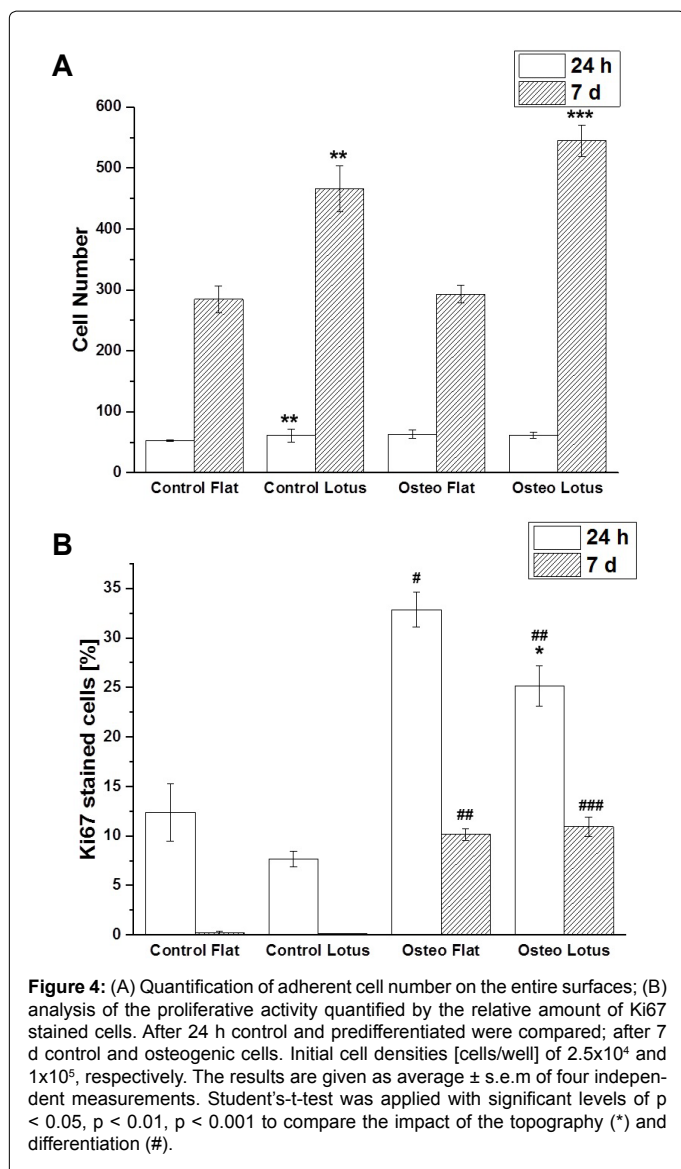 A
24 h
7 d
600
500
400
300
200
100
0
Cell Number
**
**
***
Control Flat Control Lotus Osteo Flat Osteo Lotus
B
24 h
7 d
35
30
25
20
15
10
5
0
Ki67 stained cells [%]
#
##
*
##
###
Control Flat Control Lotus Osteo Flat Osteo Lotus
Figure 4: (A) Quantification of adherent cell number on the entire surfaces; (B)
analysis of the proliferative activity quantified by the relative amount of Ki67
stained cells. After 24 h control and predifferentiated were compared; after 7
d control and osteogenic cells. Initial cell densities [cells/well] of 2.5x10⁴ and
1x10⁵, respectively. The results are given as average ± s.e.m of four indepen-
dent measurements. Student's-t-test was applied with significant levels of p
< 0.05, p < 0.01, p < 0.001 to compare the impact of the topography (*) and
differentiation (#).